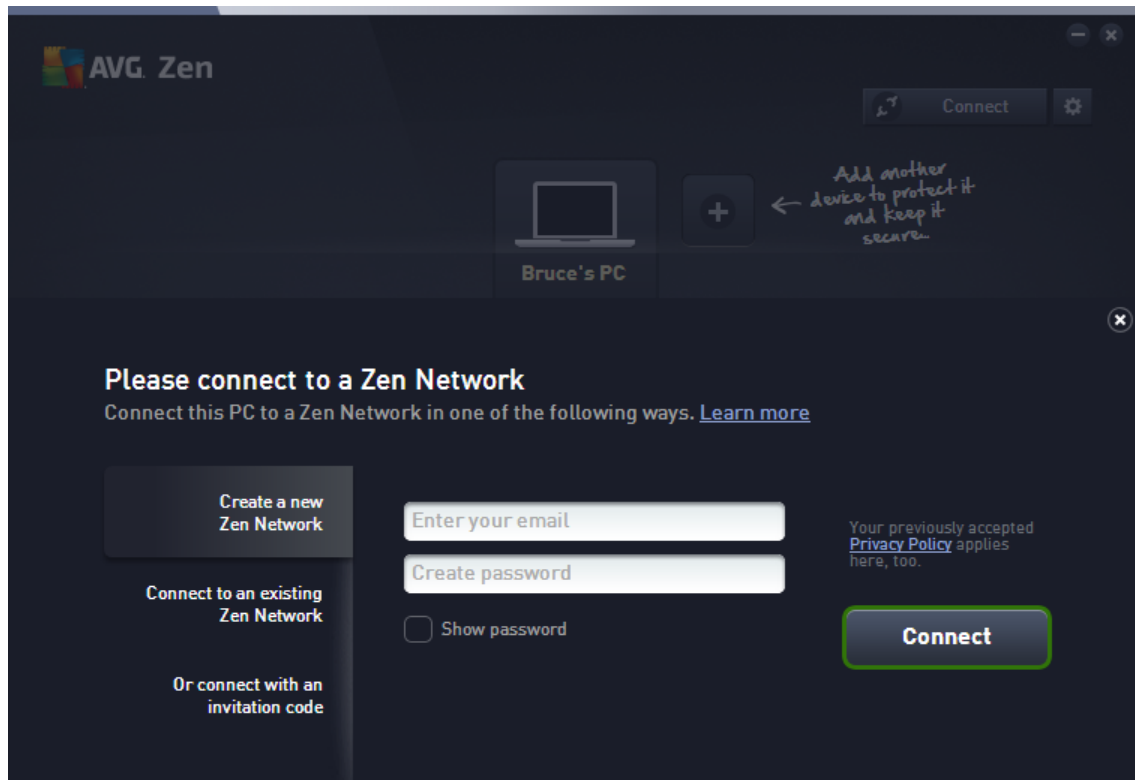 AVG. Zen
Connect
Add another
device to protect it
and keep it
secure...
Bruce's PC
Please connect to a Zen Network
Connect this PC to a Zen Network in one of the following ways. Learn more
Create a new
Zen Network
Connect to an existing
Zen Network
Or connect with an
invitation code
Enter your email
Create password
Show password
Your previously accepted
Privacy Policy applies
here, too.
Connect